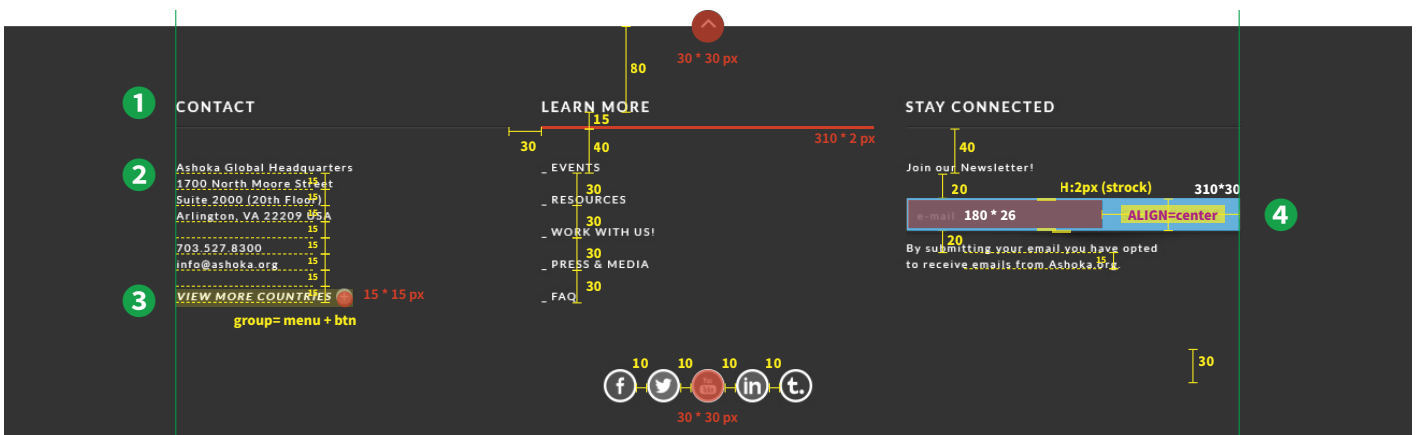 30 * 30 px
80
1
CONTACT
LEARN MORE
STAY CONNECTED
15
30
310 * 2 px
40
40
2
Ashoka Global Headquarters
1700 North Moore Street
15
Suite 2000 (20th Floor)
15
Arlington, VA 22209 USA
15
15
703.527.8300
15
info@ashoka.org
15
15
3
VIEW MORE COUNTRIES
15
15 * 15 px
group= menu + btn
_ EVENTS
30
_ RESOURCES
30
_ WORK WITH US!
30
_ PRESS & MEDIA
30
_ FAQ
Join our Newsletter!
20
H:2px (strock)
310*30
e-mail
180 * 26
ALIGN=center
4
20
By submitting your email you have opted
to receive emails from Ashoka.org.
15
30
10
10
10
10
f
You
Tube
in
t.
30 * 30 px